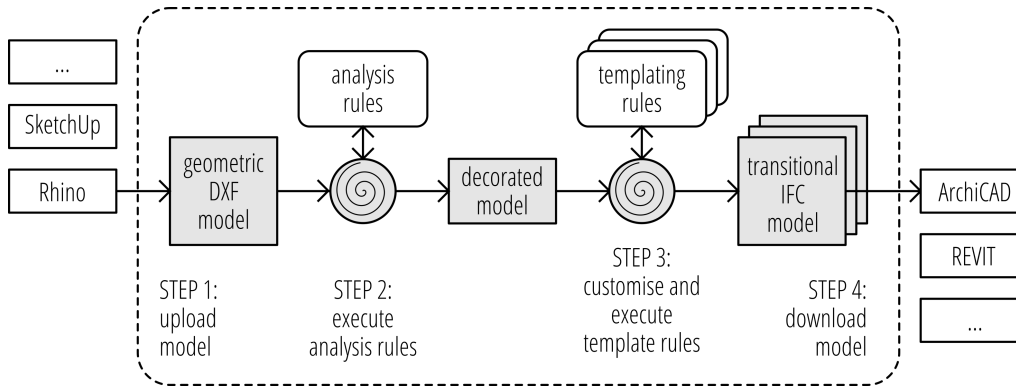 ...
SketchUp
Rhino
geometric
DXF
model
analysis
rules
decorated
model
templating
rules
transitional
IFC
model
ArchiCAD
REVIT
...
STEP 1:
upload
model
STEP 2:
execute
analysis rules
STEP 3:
customise and
execute
template rules
STEP 4:
download
model